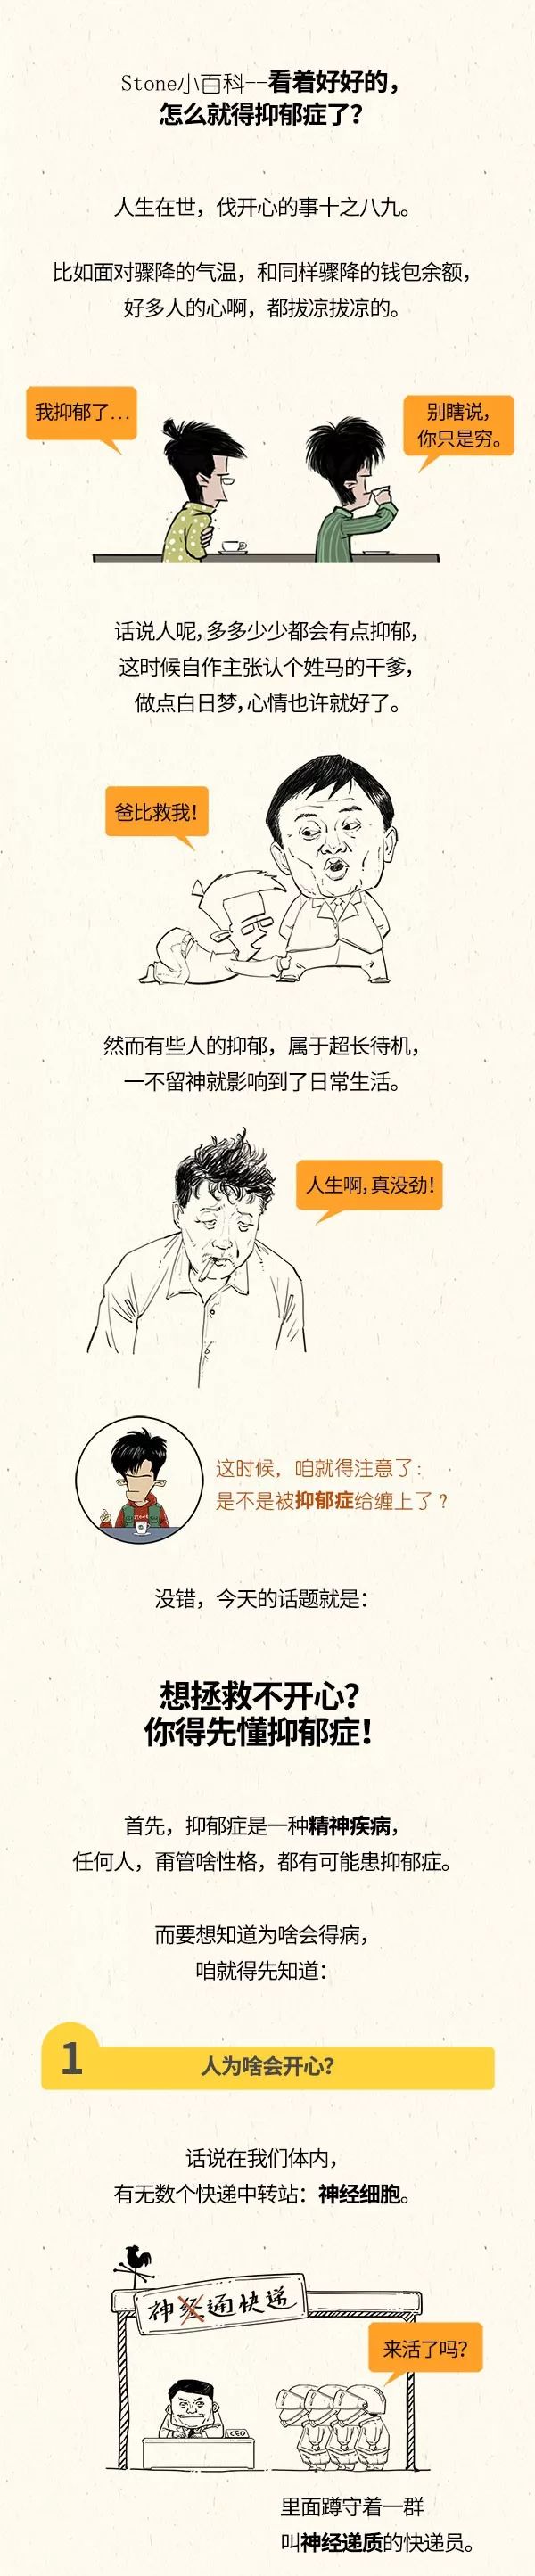 Stone小百科--看着好好的，
怎么就得抑郁症了？
人生在世，伐开心的事十之八九。
比如面对骤降的气温，和同样骤降的钱包余额，
好多人的心啊，都拔凉拔凉的。
我抑郁了...
别瞎说，
你只是穷。
话说人呢，多多少少都会有点抑郁，
这时候自作主张认个姓马的干爹，
做点白日梦，心情也许就好了。
爸比救我！
然而有些人的抑郁，属于超长待机，
一不留神就影响到了日常生活。
人生啊，真没劲！
这时候，咱就得注意了：
是不是被抑郁症给缠上了？
没错，今天的话题就是：
想拯救不开心？
你得先懂抑郁症！
首先，抑郁症是一种精神疾病，
任何人，甭管啥性格，都有可能患抑郁症。
而要想知道为啥会得病，
咱就得先知道：
1
人为啥会开心？
话说在我们体内，
有无数个快递中转站：神经细胞。
神经通快递
来活了吗？
CEO
里面蹲守着一群
叫神经递质的快递员。